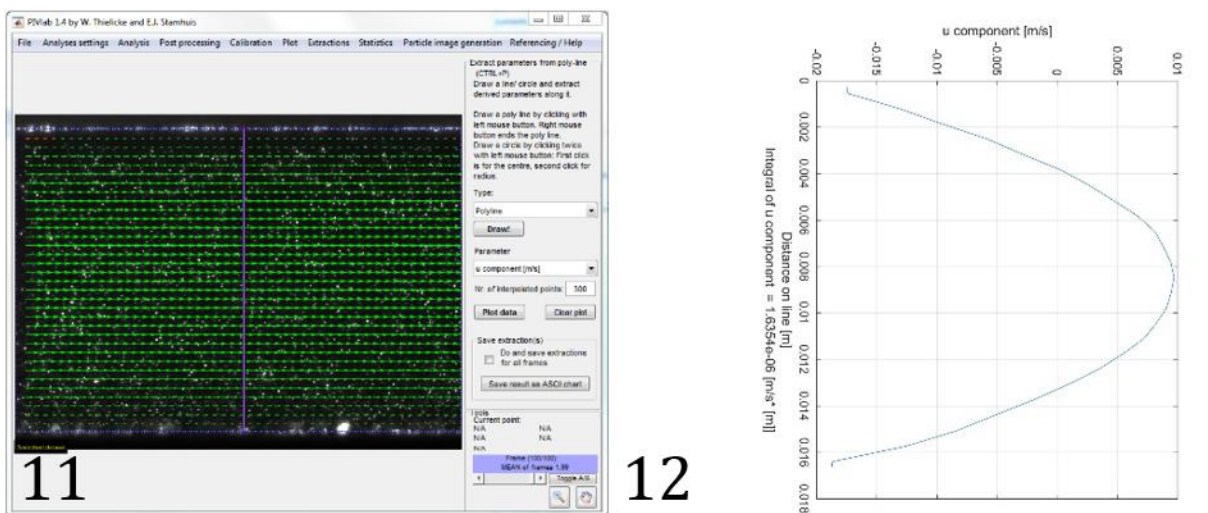 PIVlab 1.4 by W. Thielicke and E.J. Stamhuis
File Analyses settings Analysis Post processing Calibration Plot Extractions Statistics Particle image generation Referencing / Help
Extract parameters from poly-line
(CTRL+P)
Draw a line/ circle and extract
derived parameters along it.
Draw a poly line by clicking with
left mouse button. Right mouse
button ends the poly line.
Draw a circle by clicking twice
with left mouse button: First click
is for the centre, second click for
radius.
Type:
Polyline
Draw!
Parameter
u component [m/s]
Nr. of interpolated points: 300
Plot data Clear plot
Save extraction(s)
Do and save extractions
for all frames
Save result as ASCII chart
Tools
Current point:
N/A N/A
N/A N/A
N/A
Frame (100/100)
MEAN of frames 1:99
Toggle A/B
Smoothed dataset
11
12
u component [m/s]
-0.02 -0.015 -0.01 -0.005 0 0.005 0.01
0
0.002
0.004
0.006
0.008
0.01
0.012
0.014
0.016
0.018
Distance on line [m]
Integral of u component = 1.6354e-06 [m/s* [m]]